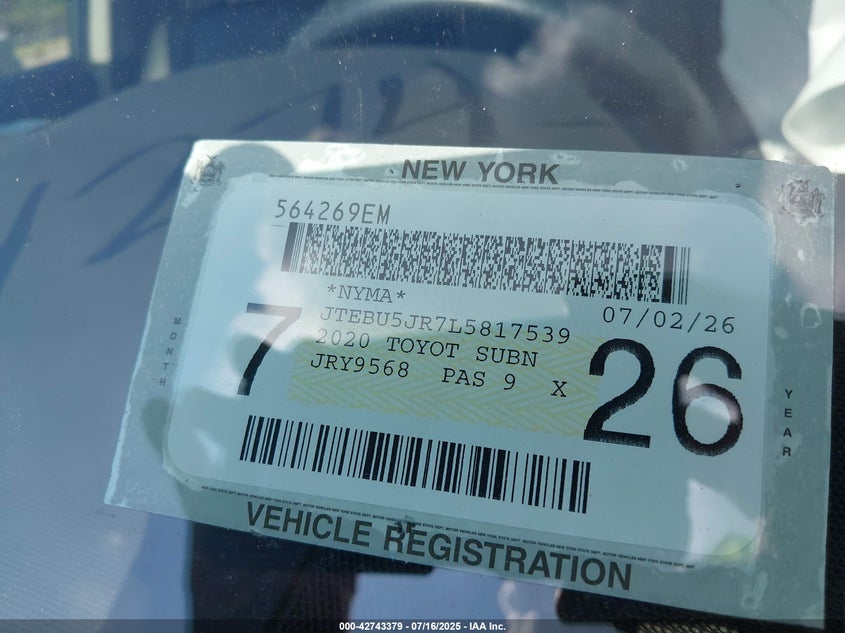 NEW YORK
564269EM
*NYMA*
JTEBU5JR7L5817539 07/02/26
2020 TOYOT SUBN
JRY9568 PAS 9 X
7
26
MONTH
YEAR
VEHICLE REGISTRATION
000-42743379 - 07/16/2025 - IAA Inc.